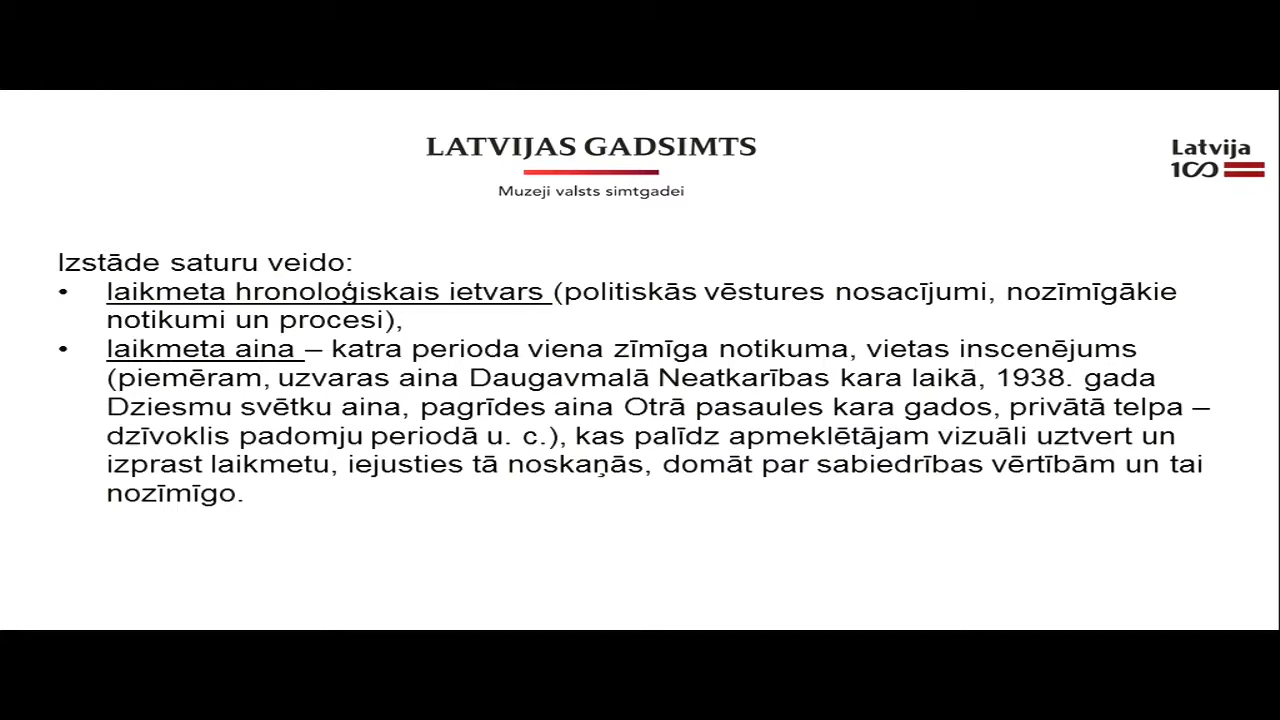 LATVIJAS GADSIMTS
Muzeji valsts simtgadei
Latvija
100
Izstāde saturu veido:
• laikmeta hronoloģiskais ietvars (politiskās vēstures nosacījumi, nozīmīgākie
notikumi un procesi),
• laikmeta aina – katra perioda viena zīmīga notikuma, vietas inscenējums
(piemēram, uzvaras aina Daugavmalā Neatkarības kara laikā, 1938. gada
Dziesmu svētku aina, pagrīdes aina Otrā pasaules kara gados, privātā telpa –
dzīvoklis padomju periodā u. c.), kas palīdz apmeklētājam vizuāli uztvert un
izprast laikmetu, iejusties tā noskaņās, domāt par sabiedrības vērtībām un tai
nozīmīgo.